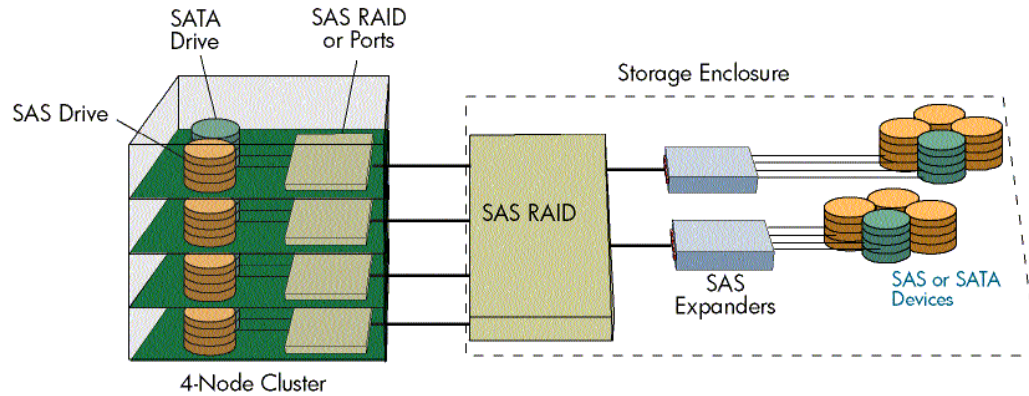 SATA
Drive
SAS RAID
or Ports
Storage Enclosure
SAS Drive
SAS RAID
SAS
Expanders
SAS or SATA
Devices
4-Node Cluster